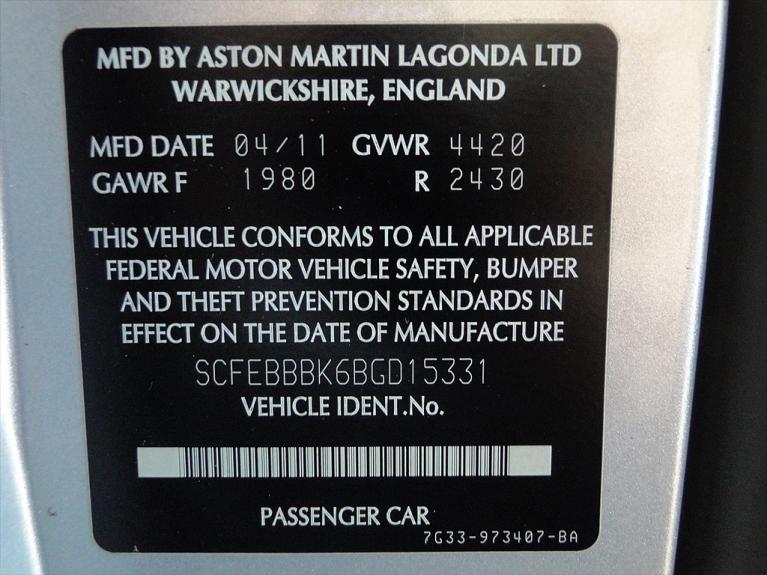 MFD BY ASTON MARTIN LAGONDA LTD
WARWICKSHIRE, ENGLAND
MFD DATE 04/11 GVWR 4420
GAWR F 1980 R 2430
THIS VEHICLE CONFORMS TO ALL APPLICABLE
FEDERAL MOTOR VEHICLE SAFETY, BUMPER
AND THEFT PREVENTION STANDARDS IN
EFFECT ON THE DATE OF MANUFACTURE
SCFEBBBK6BGD15331
VEHICLE IDENT.No.
PASSENGER CAR
7G33-973407-BA